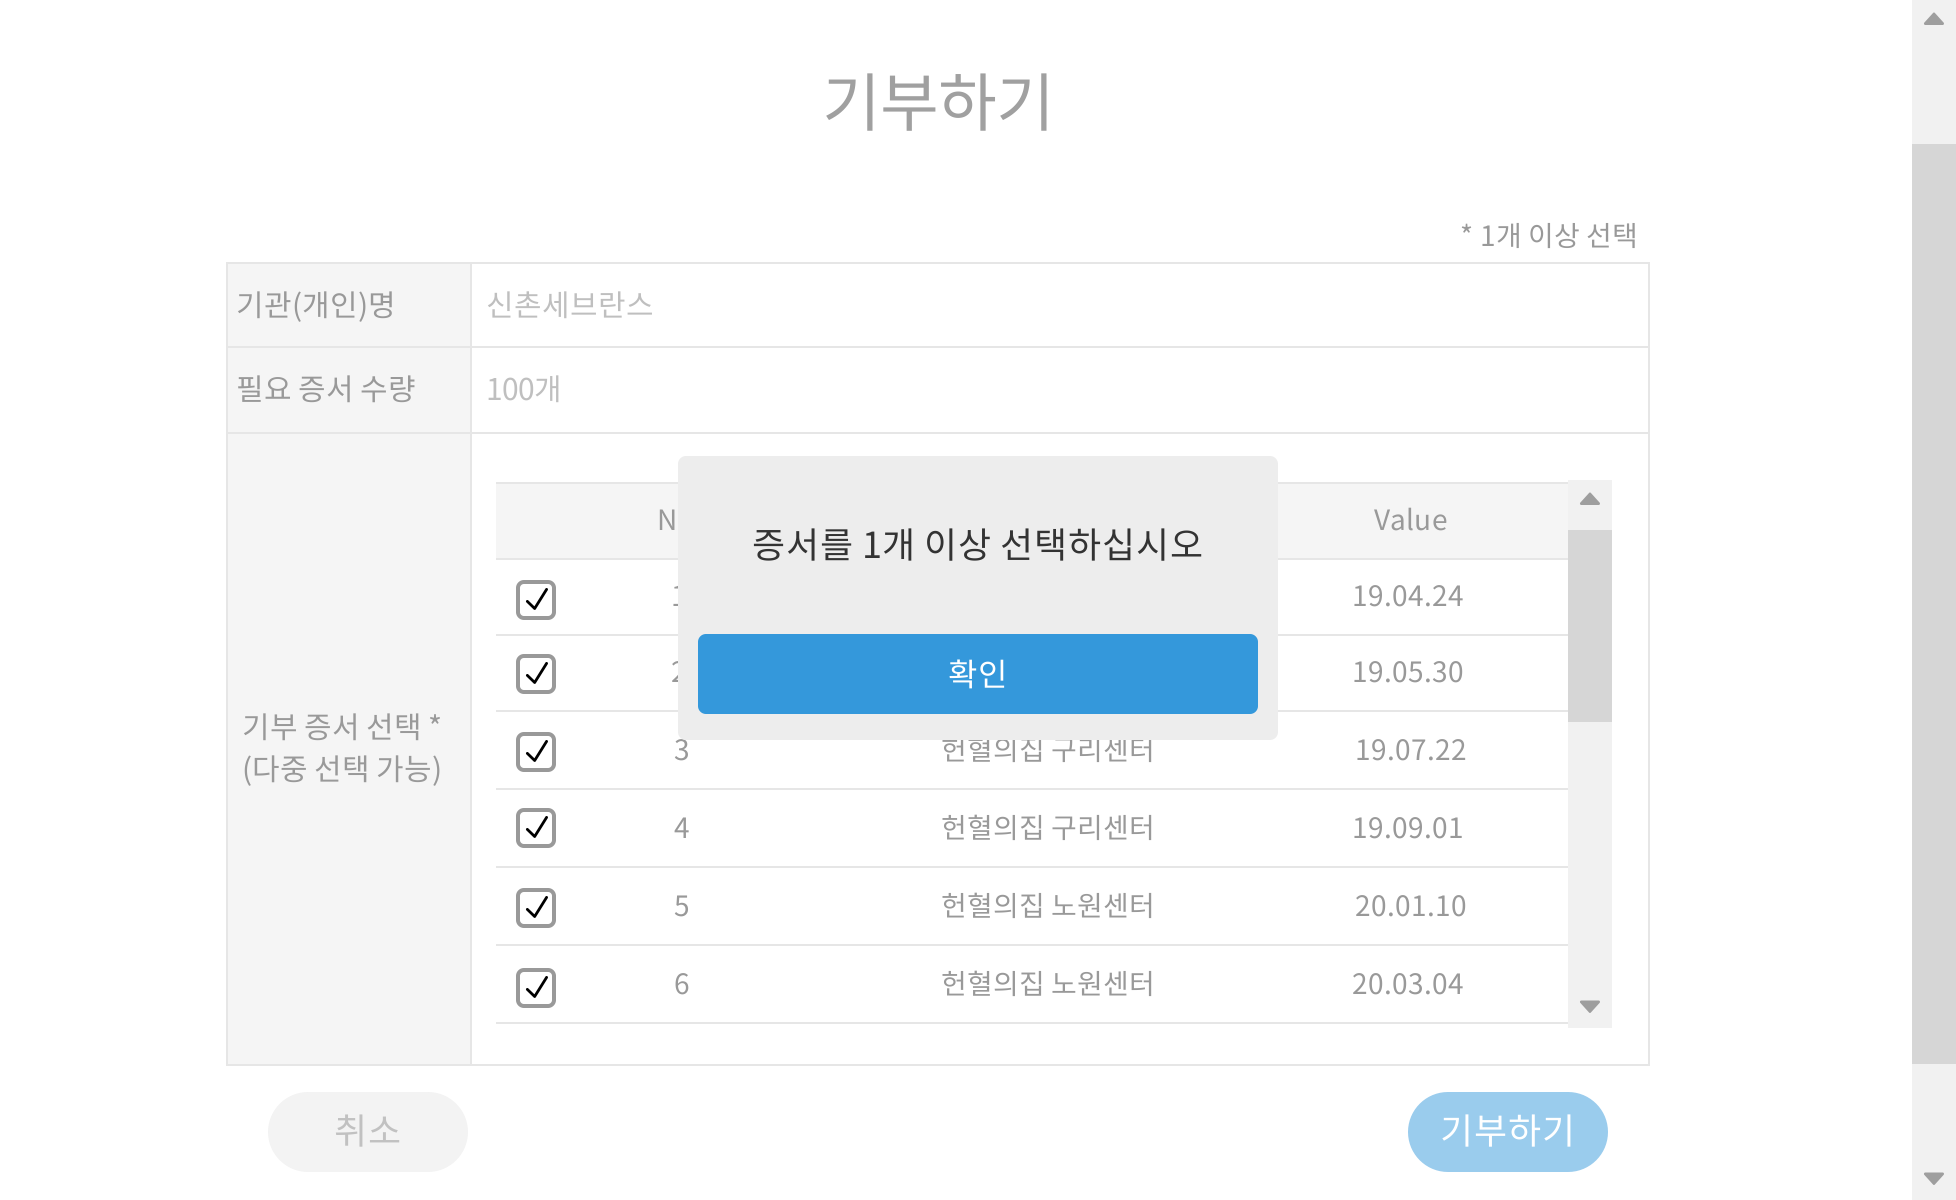 기부하기
* 1개 이상 선택
기관(개인)명 신촌세브란스
필요 증서 수량 100개
기부 증서 선택 *
(다중 선택 가능)
Value
증서를 1개 이상 선택하십시오
확인
19.04.24
19.05.30
3 헌혈의집 구리센터 19.07.22
4 헌혈의집 구리센터 19.09.01
5 헌혈의집 노원센터 20.01.10
6 헌혈의집 노원센터 20.03.04
취소 기부하기